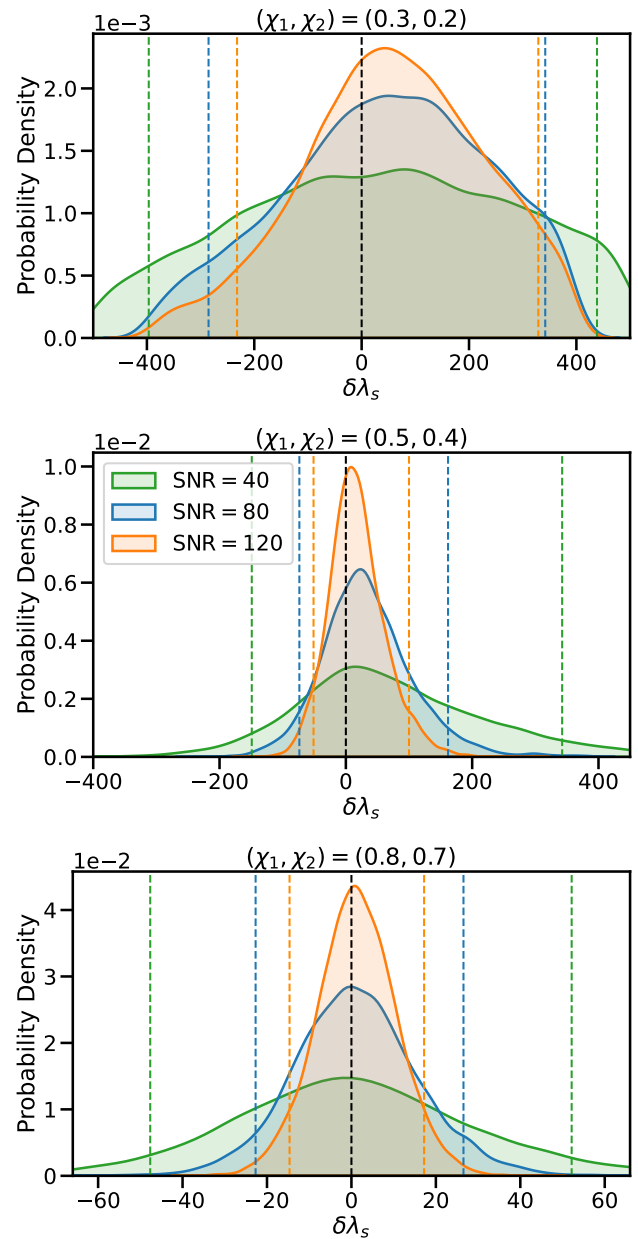 1e−3
(χ₁, χ₂) = (0.3, 0.2)
Probability Density
2.0
1.5
1.0
0.5
0.0
−400 −200 0 200 400
δλₛ
1e−2
(χ₁, χ₂) = (0.5, 0.4)
Probability Density
1.0
0.8
0.6
0.4
0.2
0.0
SNR = 40
SNR = 80
SNR = 120
−400 −200 0 200 400
δλₛ
1e−2
(χ₁, χ₂) = (0.8, 0.7)
Probability Density
4
3
2
1
0
−60 −40 −20 0 20 40 60
δλₛ